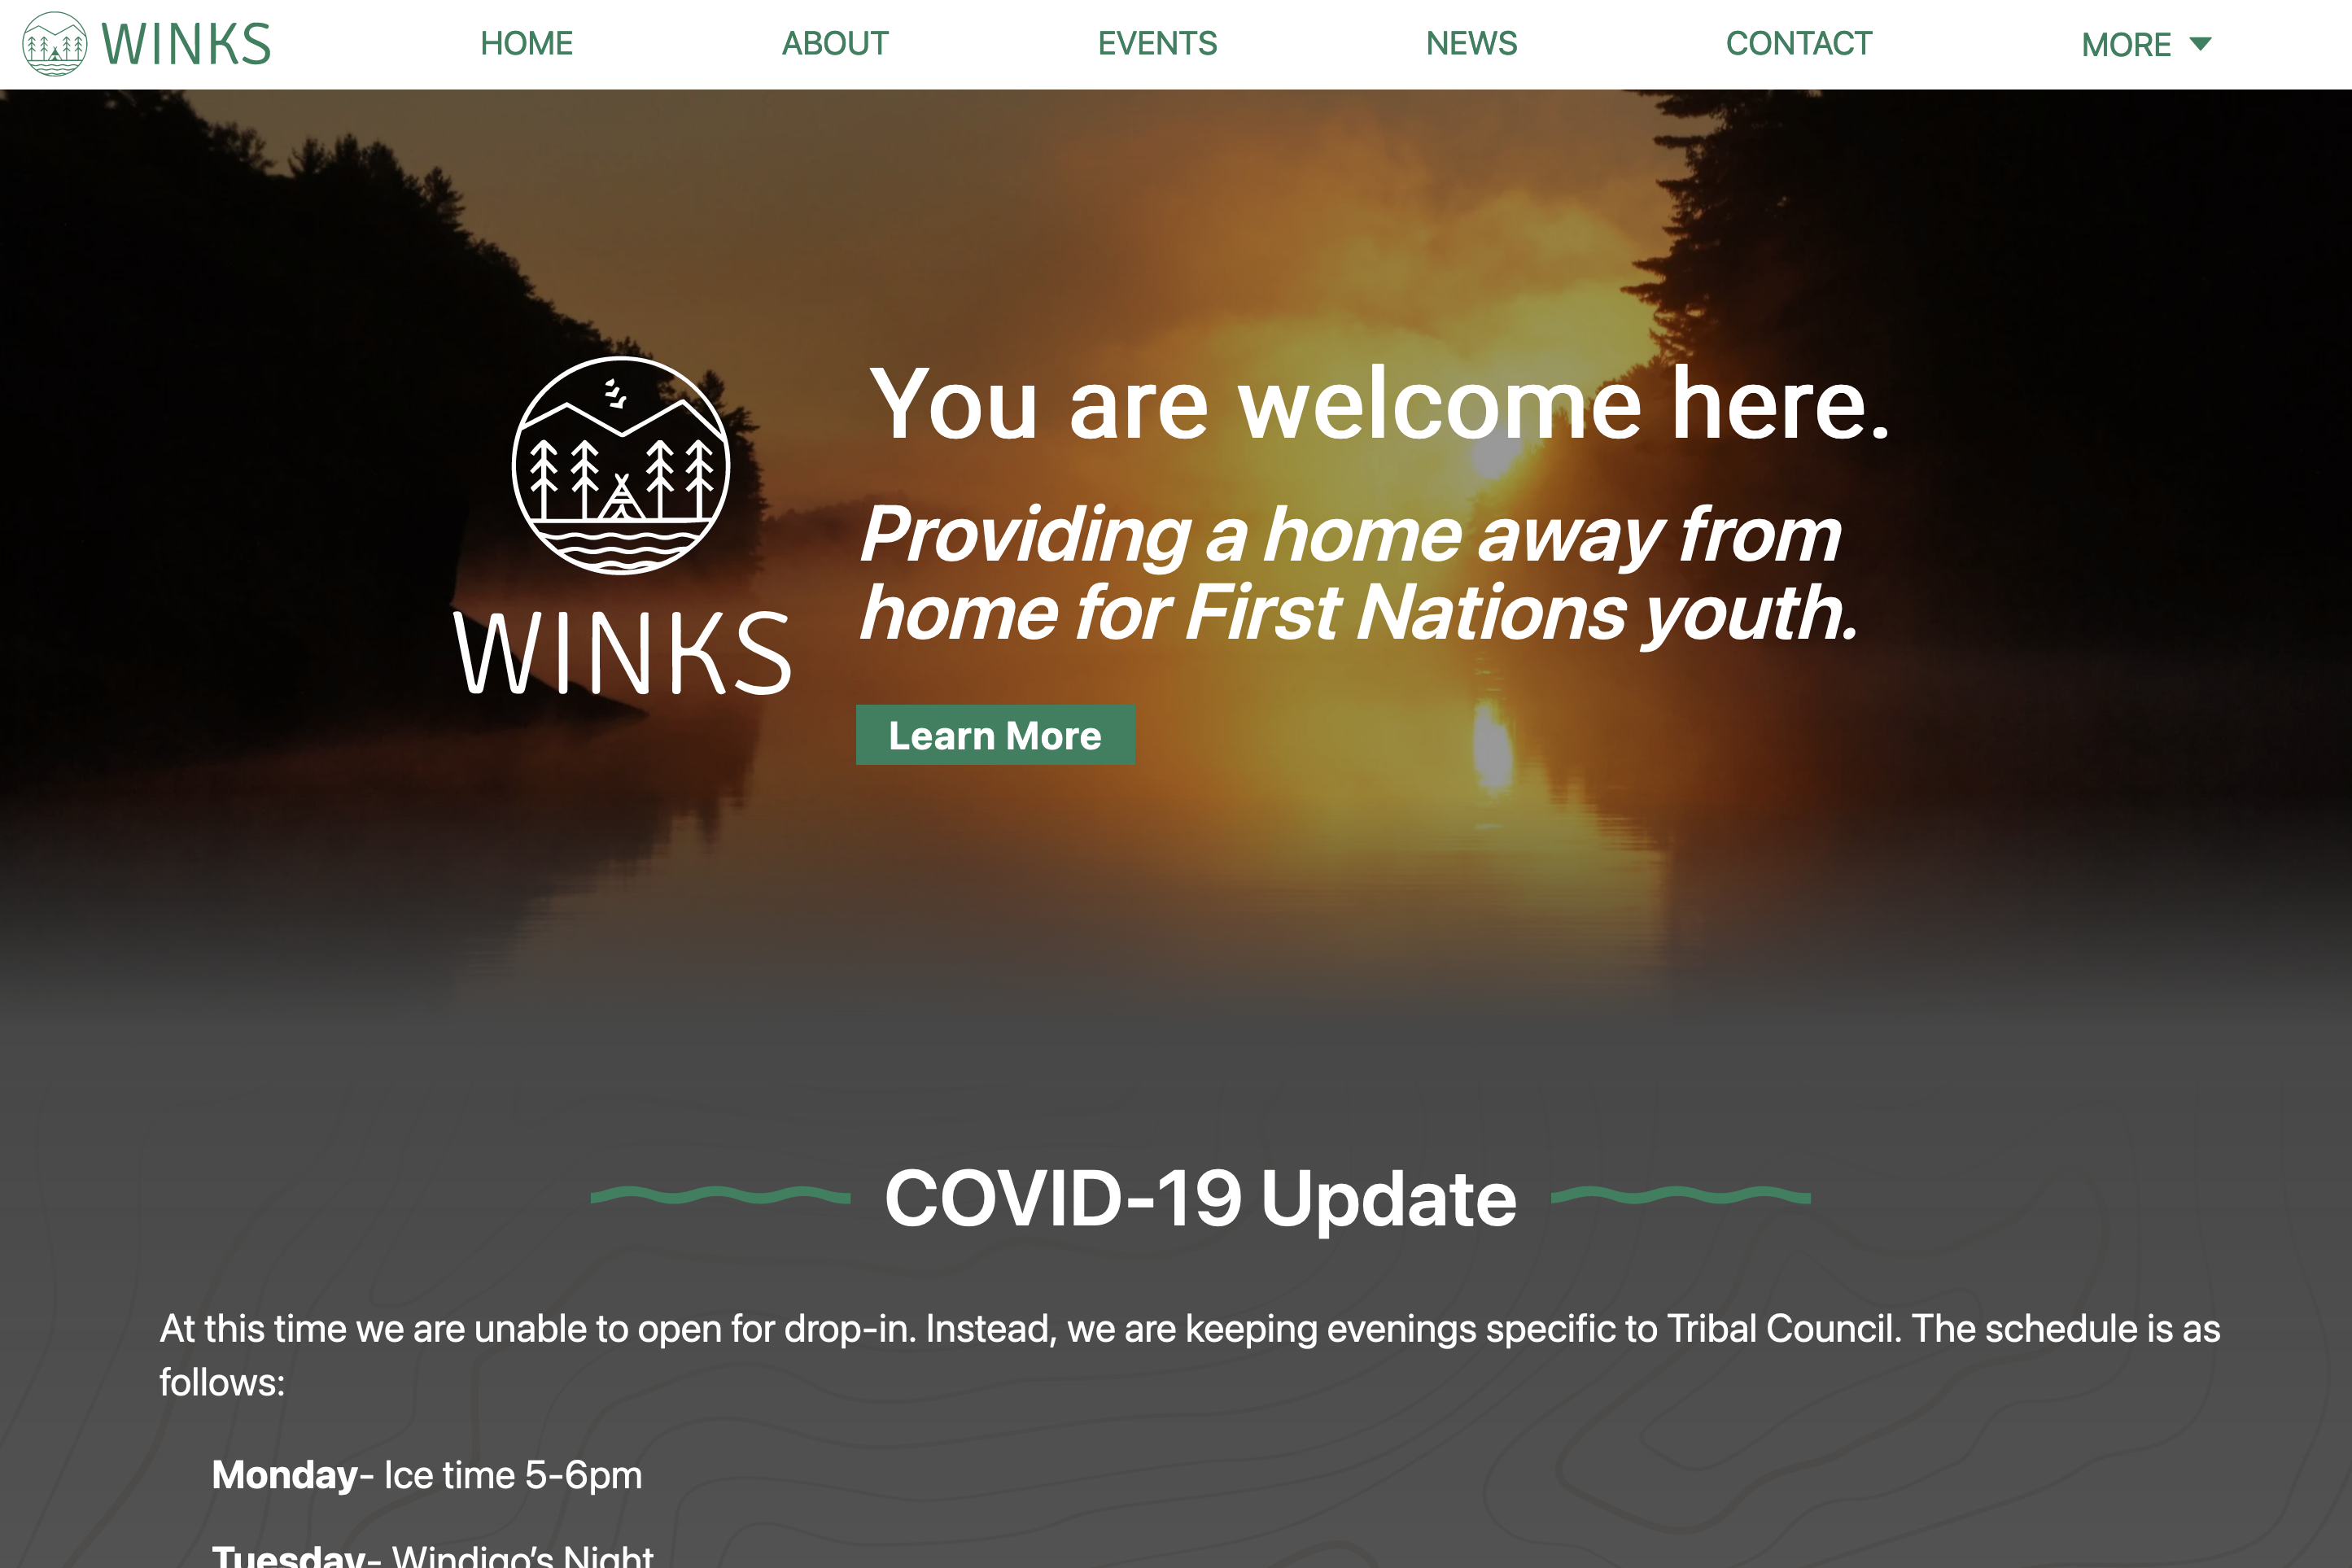 WINKS
HOME
ABOUT
EVENTS
NEWS
CONTACT
MORE
WINKS
You are welcome here.
Providing a home away from
home for First Nations youth.
Learn More
COVID-19 Update
At this time we are unable to open for drop-in. Instead, we are keeping evenings specific to Tribal Council. The schedule is as
follows:
Monday- Ice time 5-6pm
Tuesday- Windigo’s Night